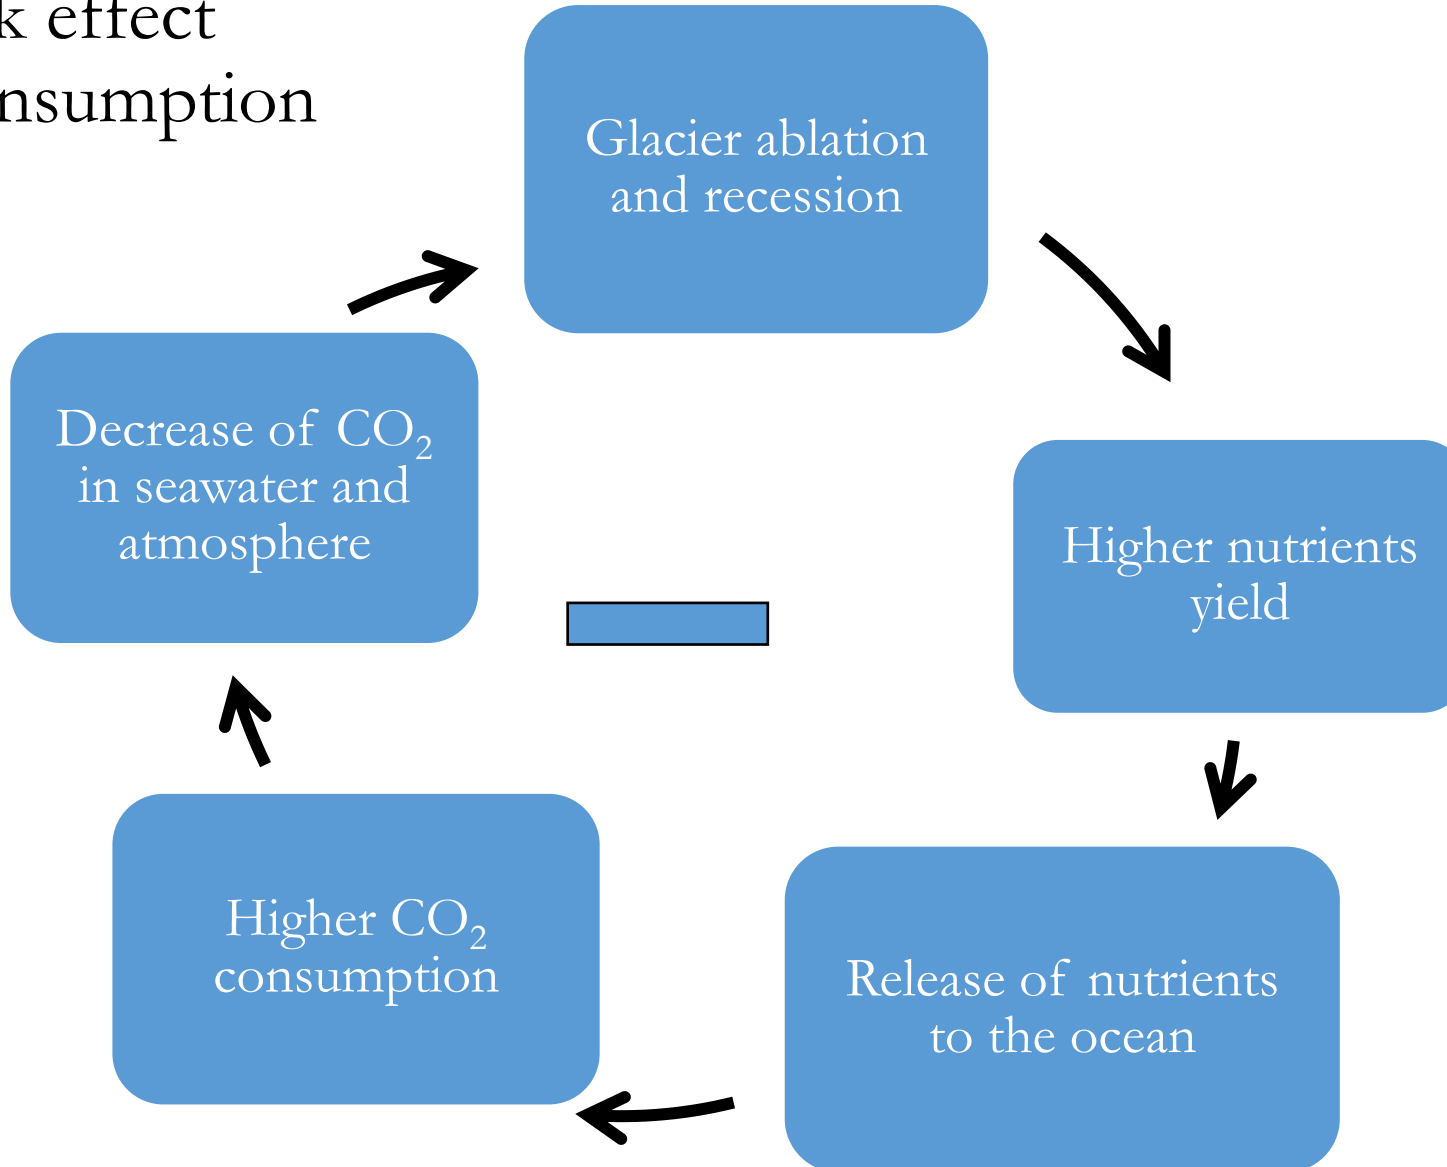 k effect
nsumption
Glacier ablation
and recession
Higher nutrients
yield
Release of nutrients
to the ocean
Higher CO₂
consumption
Decrease of CO₂
in seawater and
atmosphere